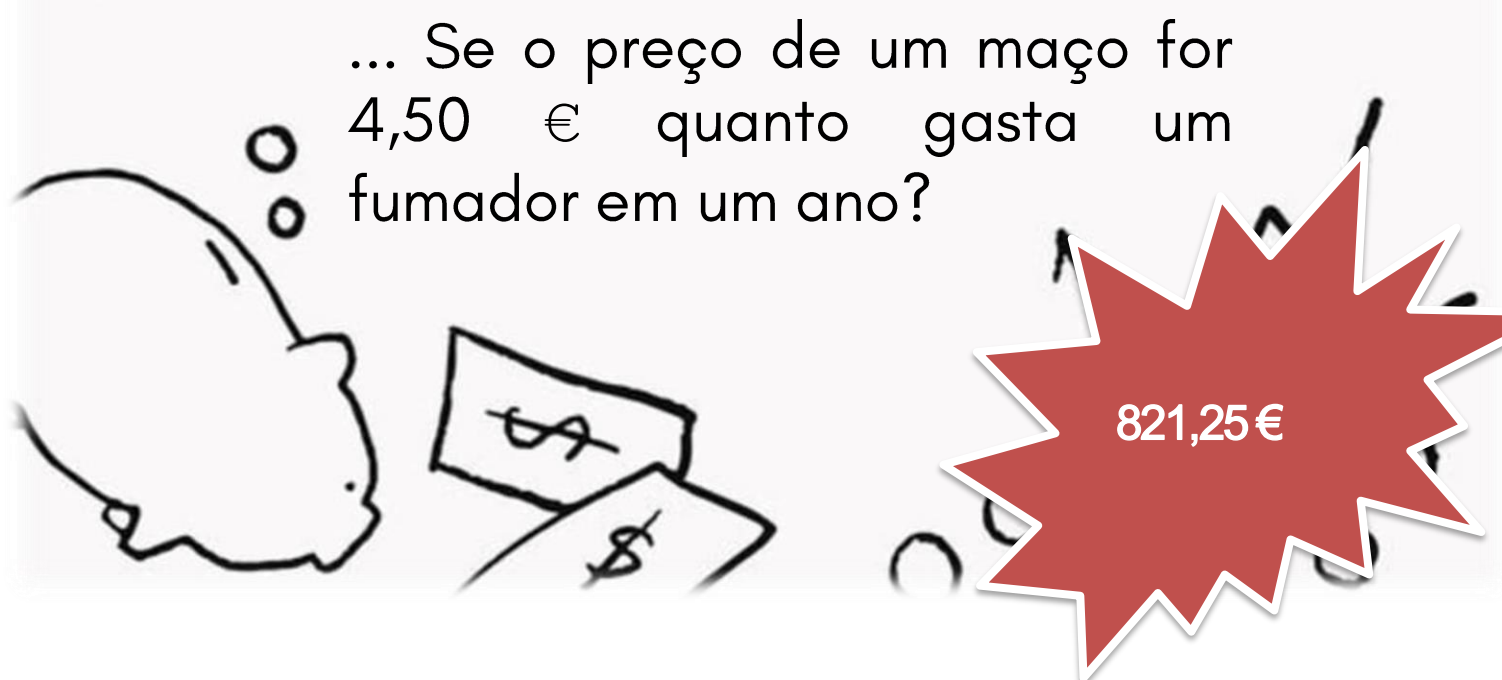 ... Se o preço de um maço for
4,50 € quanto gasta um
fumador em um ano?
$
$
821,25 €